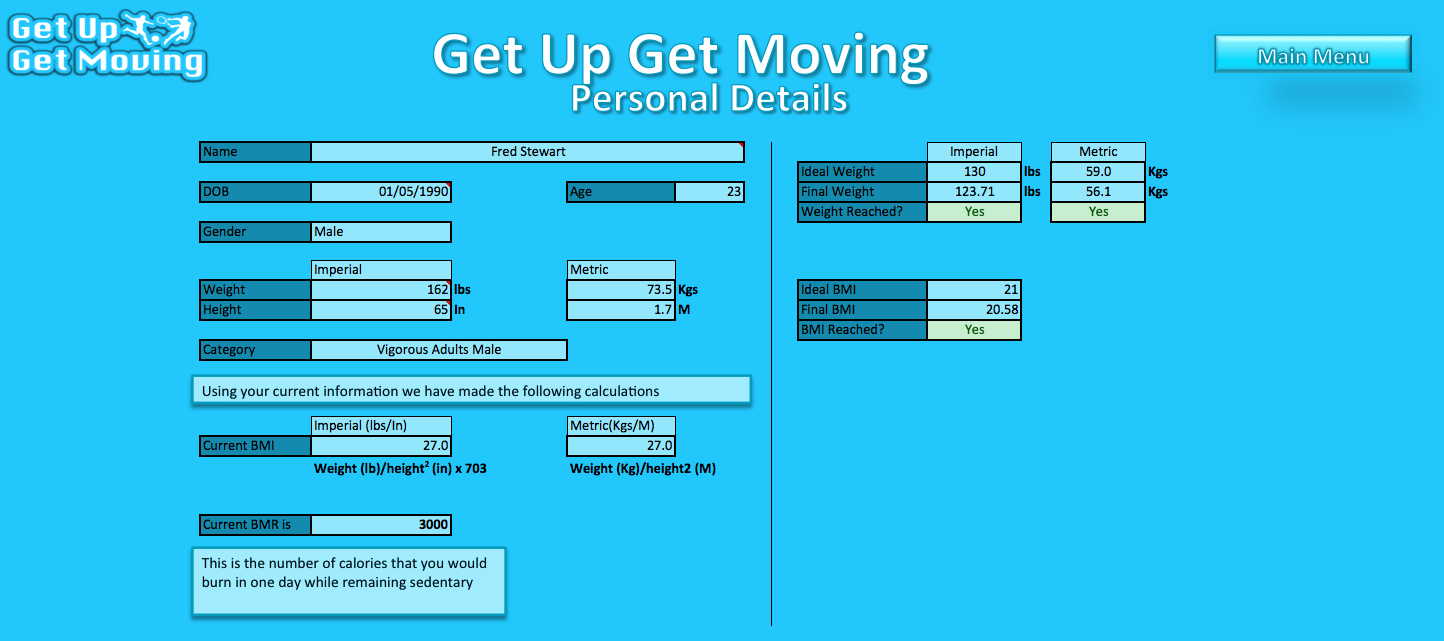 Get Up
Get Moving
Get Up Get Moving
Personal Details
Main Menu
Name Fred Stewart
DOB 01/05/1990 Age 23
Gender Male
Imperial Metric
Weight 162 lbs 73.5 Kgs
Height 65 In 1.7 M
Category Vigorous Adults Male
Using your current information we have made the following calculations
Imperial (lbs/In) Metric(Kgs/M)
Current BMI 27.0 27.0
Weight (lb)/height² (in) x 703 Weight (Kg)/height2 (M)
Current BMR is 3000
This is the number of calories that you would
burn in one day while remaining sedentary
Imperial Metric
Ideal Weight 130 lbs 59.0 Kgs
Final Weight 123.71 lbs 56.1 Kgs
Weight Reached? Yes Yes
Ideal BMI 21
Final BMI 20.58
BMI Reached? Yes